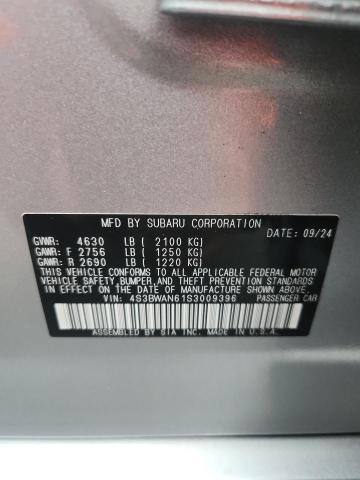 MFD BY SUBARU CORPORATION
DATE: 09/24
GVWR: 4630 LB ( 2100 KG)
GAWR: F 2756 LB ( 1250 KG)
GAWR: R 2690 LB ( 1220 KG)
THIS VEHICLE CONFORMS TO ALL APPLICABLE FEDERAL MOTOR
VEHICLE SAFETY, BUMPER, AND THEFT PREVENTION STANDARDS
IN EFFECT ON THE DATE OF MANUFACTURE SHOWN ABOVE.
VIN: 4S3BWAN61S3009396 PASSENGER CAR
ASSEMBLED BY SIA INC., MADE IN U.S.A.